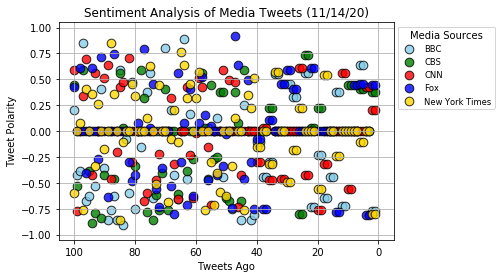 Sentiment Analysis of Media Tweets (11/14/20)
1.00
0.75
0.50
0.25
0.00
−0.25
−0.50
−0.75
−1.00
Tweet Polarity
100
80
60
40
20
0
Tweets Ago
Media Sources
BBC
CBS
CNN
Fox
New York Times